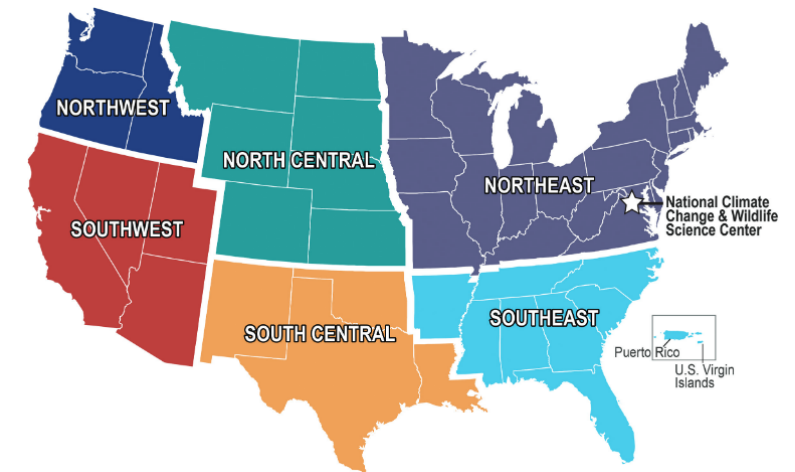 NORTHWEST
NORTH CENTRAL
NORTHEAST
National Climate
Change & Wildlife
Science Center
SOUTHWEST
SOUTH CENTRAL
SOUTHEAST
Puerto Rico
U.S. Virgin
Islands